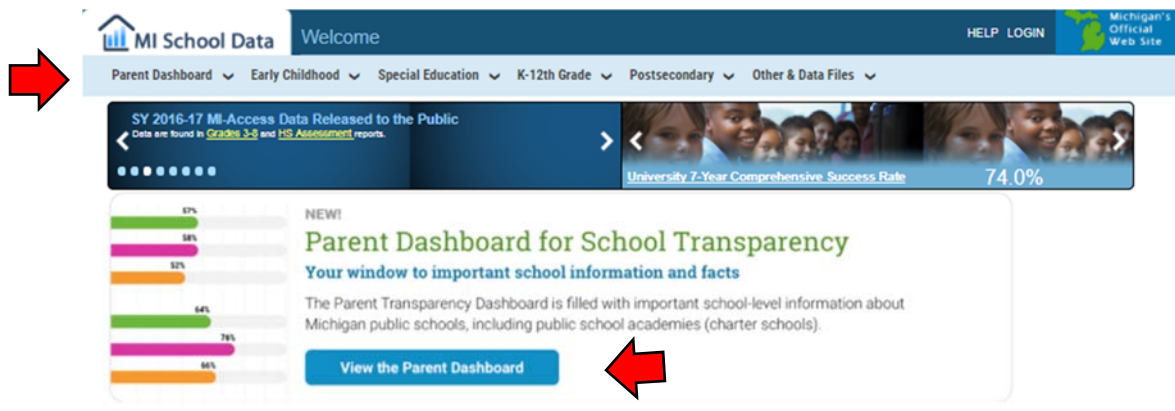 MI School Data
Welcome
HELP LOGIN
Michigan's
Official
Web Site
Parent Dashboard Early Childhood Special Education K-12th Grade Postsecondary Other & Data Files
SY 2016-17 MI-Access Data Released to the Public
Data are found in Grades 3-8 and HS Assessment reports.
University 7-Year Comprehensive Success Rate 74.0%
57%
58%
52%
64%
76%
66%
NEW!
Parent Dashboard for School Transparency
Your window to important school information and facts
The Parent Transparency Dashboard is filled with important school-level information about
Michigan public schools, including public school academies (charter schools).
View the Parent Dashboard